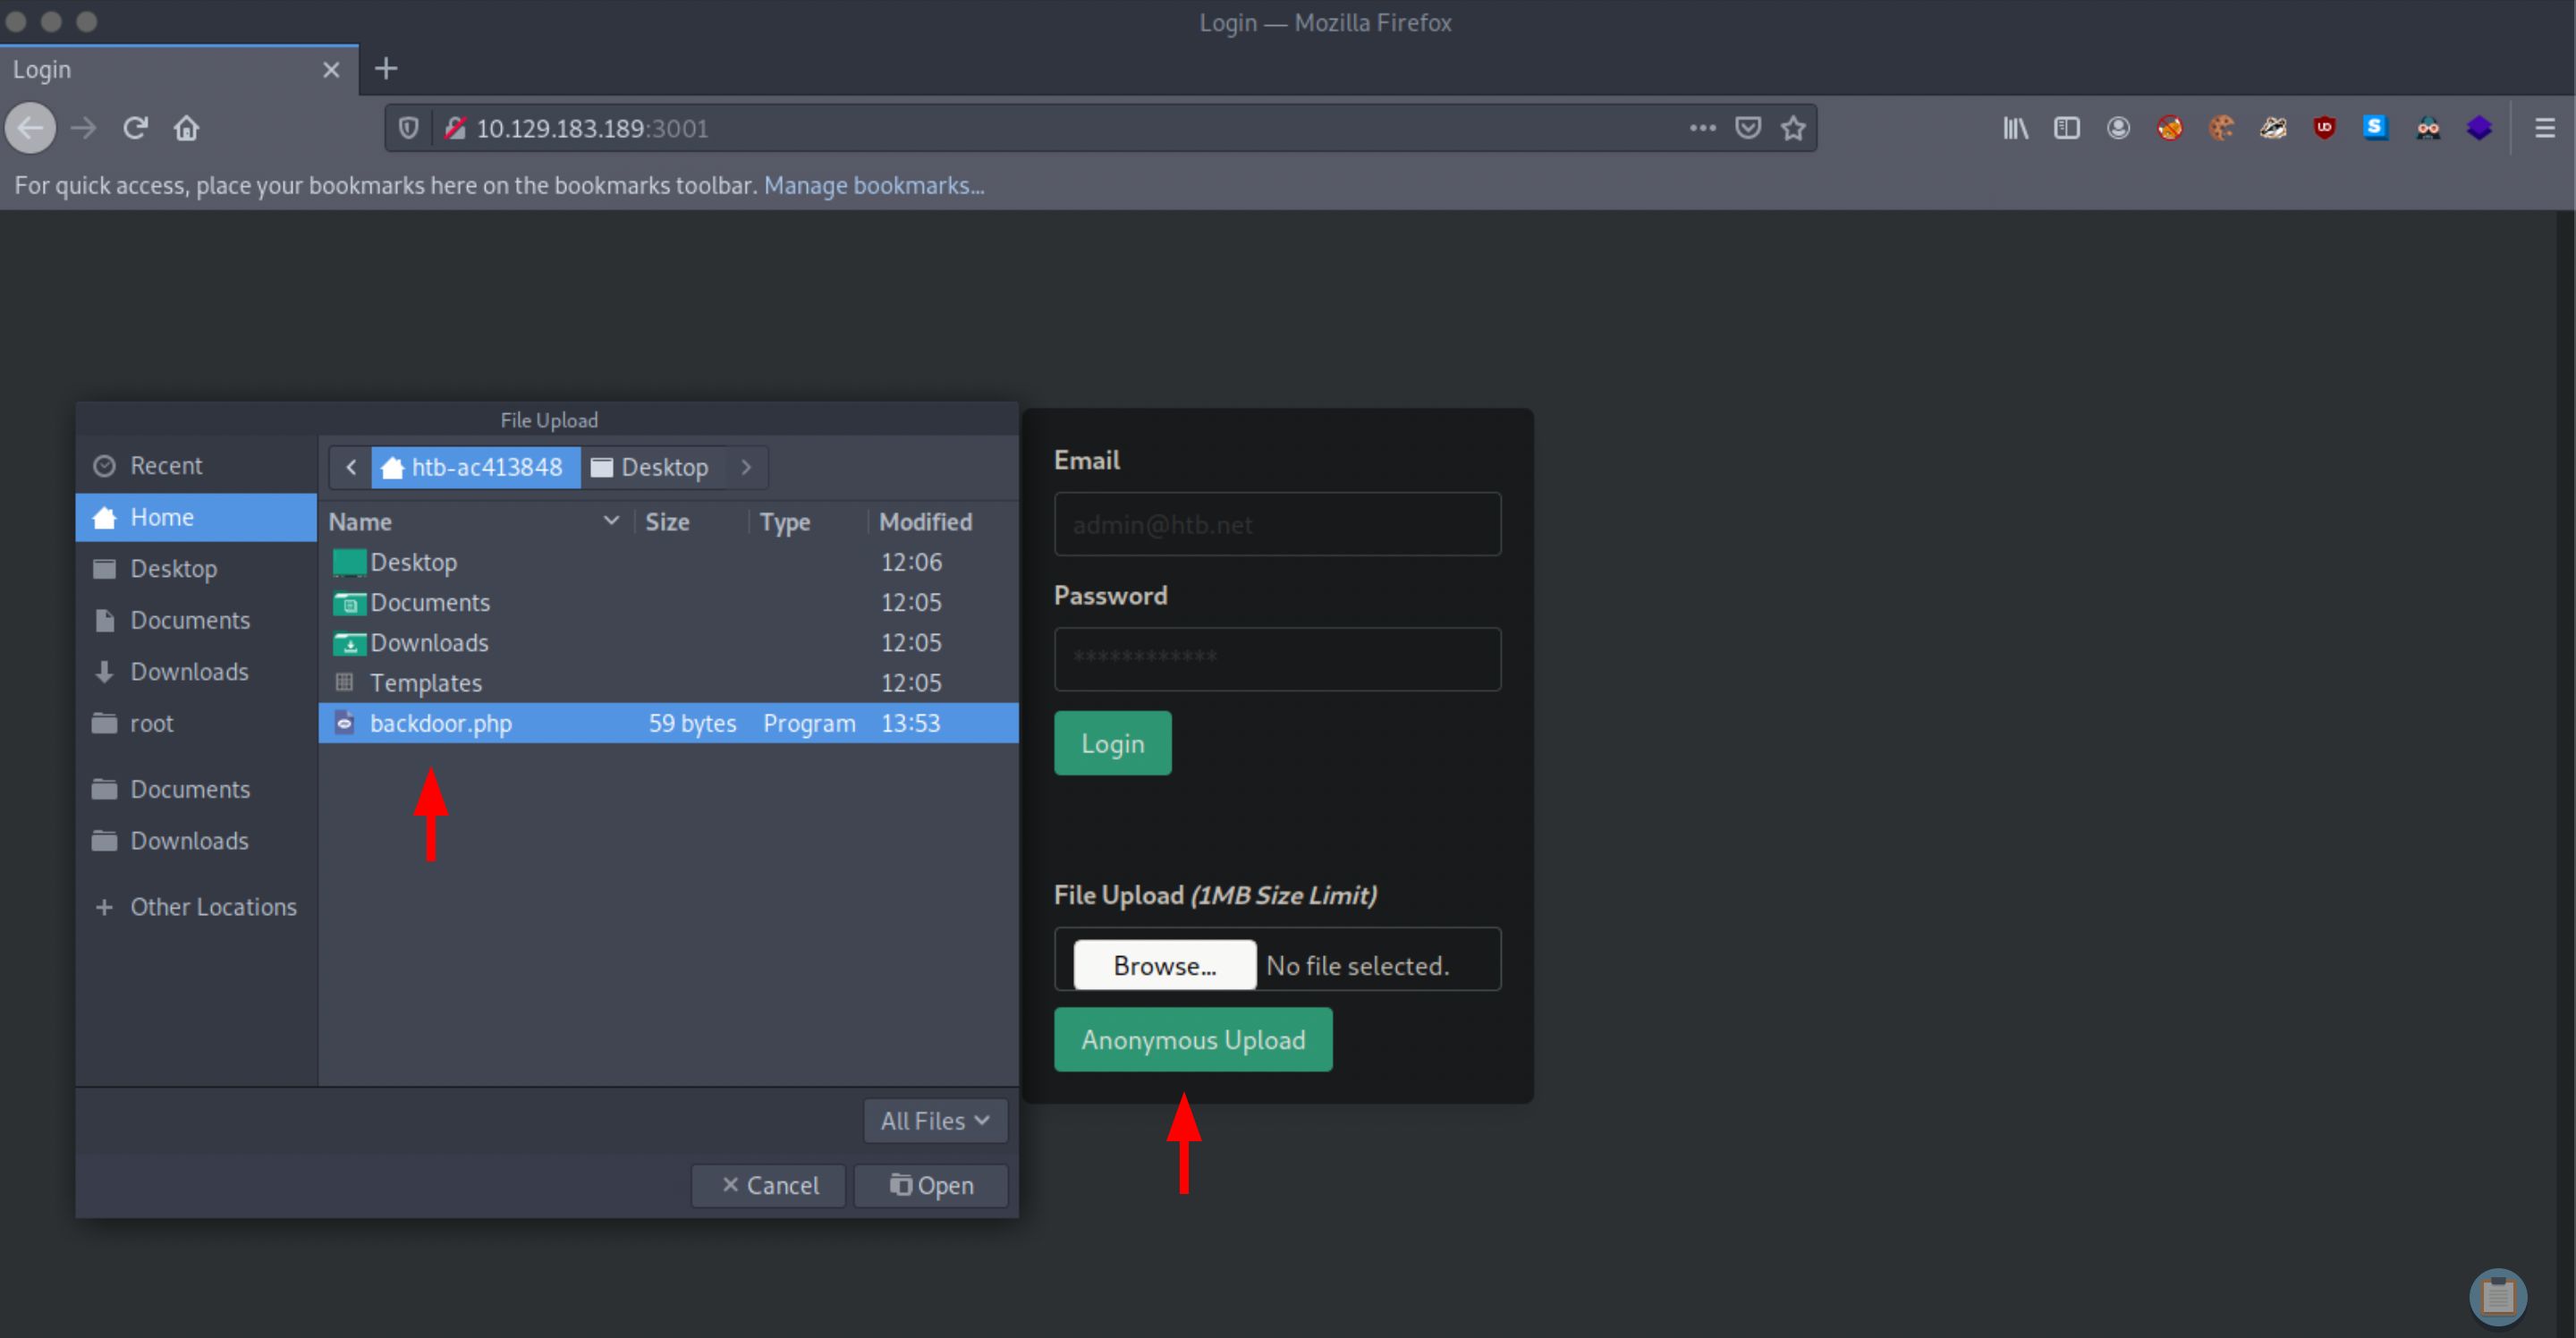 Login — Mozilla Firefox
Login
10.129.183.189:3001
For quick access, place your bookmarks here on the bookmarks toolbar. Manage bookmarks...
File Upload
Recent
Home
Desktop
Documents
Downloads
root
Documents
Downloads
Other Locations
htb-ac413848 Desktop
Name Size Type Modified
Desktop 12:06
Documents 12:05
Downloads 12:05
Templates 12:05
backdoor.php 59 bytes Program 13:53
All Files
Cancel Open
Email
admin@htb.net
Password
************
Login
File Upload (1MB Size Limit)
Browse... No file selected.
Anonymous Upload